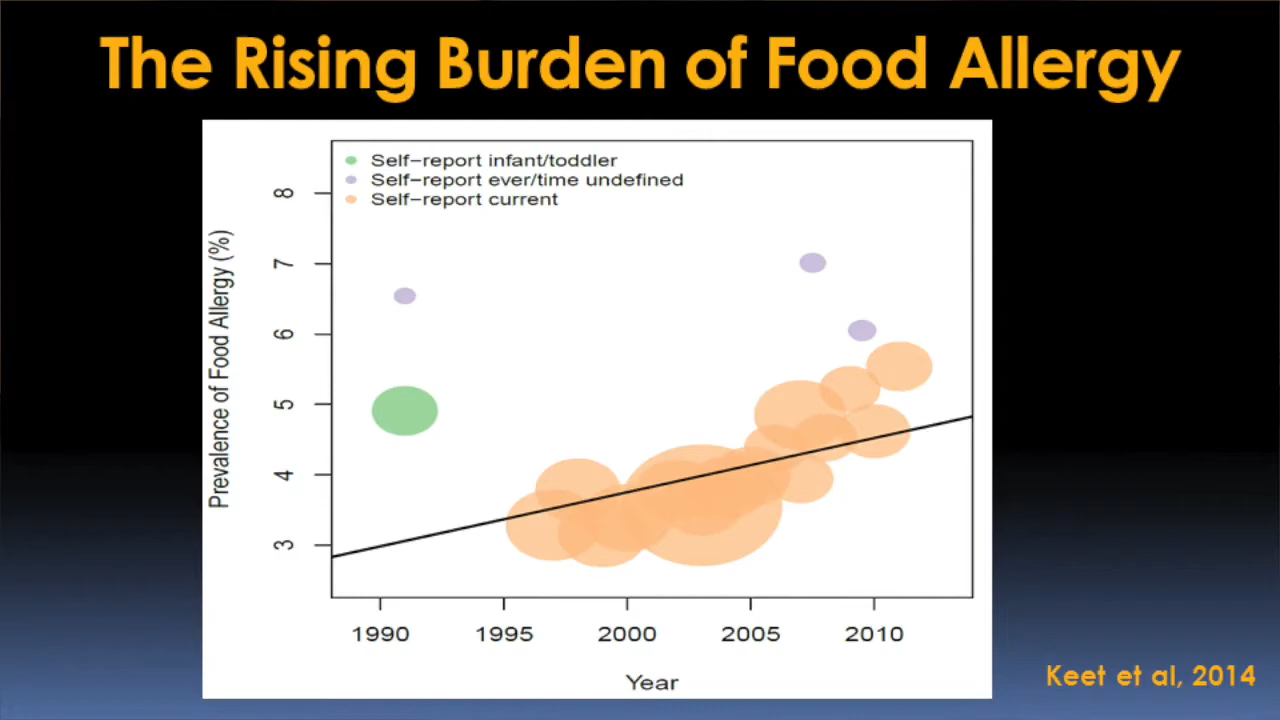 The Rising Burden of Food Allergy
Self-report infant/toddler
Self-report ever/time undefined
Self-report current
Prevalence of Food Allergy (%)
8
7
6
5
4
3
1990 1995 2000 2005 2010
Year
Keet et al, 2014